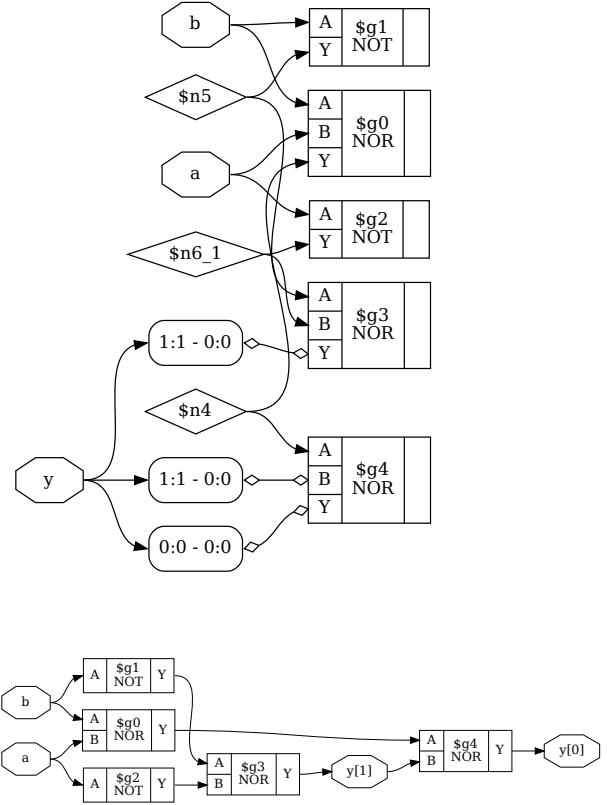 b
A
$g1
Y
NOT
$n5
A
B
$g0
Y
NOR
a
A
$g2
Y
NOT
$n6_1
A
B
$g3
Y
NOR
1:1 - 0:0
$n4
A
B
$g4
Y
NOR
y
1:1 - 0:0
0:0 - 0:0
b
A
$g1
NOT
Y
A
B
$g0
NOR
Y
a
A
$g2
NOT
Y
A
B
$g3
NOR
Y
y[1]
A
B
$g4
NOR
Y
y[0]